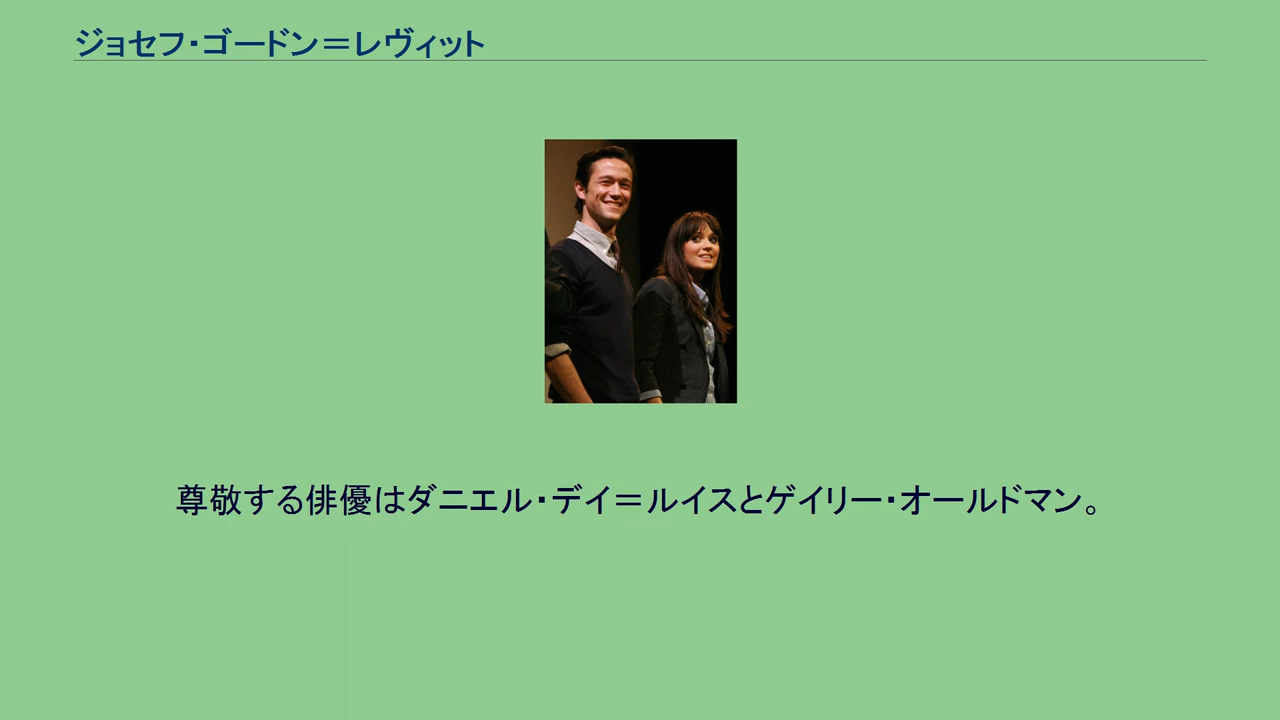 ジョセフ・ゴードン＝レヴィット
尊敬する俳優はダニエル・デイ＝ルイスとゲイリー・オールドマン。